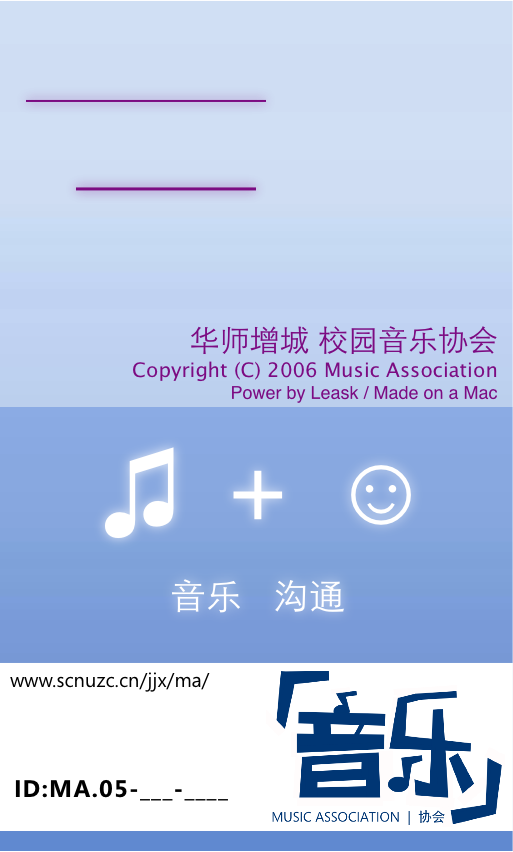 华师增城 校园音乐协会
Copyright (C) 2006 Music Association
Power by Leask / Made on a Mac
音乐 沟通
www.scnuzc.cn/jjx/ma/
音乐
ID:MA.05-___-____
MUSIC ASSOCIATION | 协会